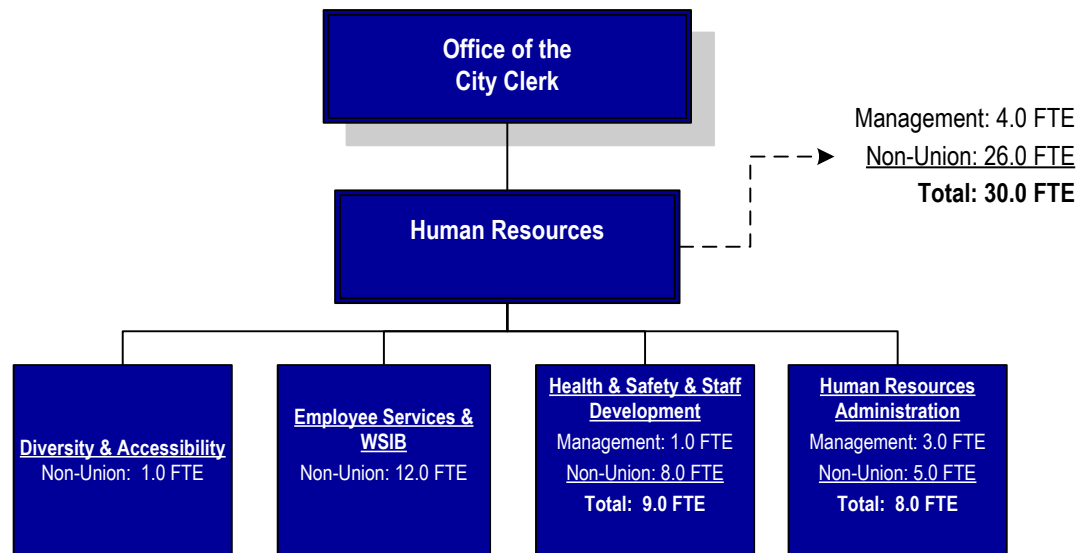 Office of the
City Clerk
Management: 4.0 FTE
Non-Union: 26.0 FTE
Total: 30.0 FTE
Human Resources
Diversity & Accessibility
Non-Union: 1.0 FTE
Employee Services &
WSIB
Non-Union: 12.0 FTE
Health & Safety & Staff
Development
Management: 1.0 FTE
Non-Union: 8.0 FTE
Total: 9.0 FTE
Human Resources
Administration
Management: 3.0 FTE
Non-Union: 5.0 FTE
Total: 8.0 FTE